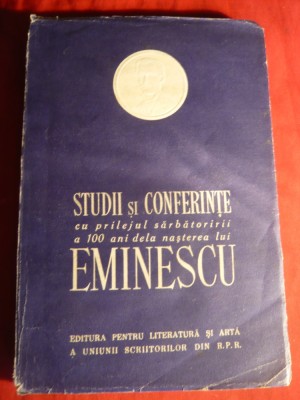 STUDII ȘI CONFERINȚE
cu prilejul sărbătoririi
a 100 ani dela nașterea lui
EMINESCU
EDITURA PENTRU LITERATURĂ ȘI ARTĂ
A UNIUNII SCRIITORILOR DIN R.P.R.